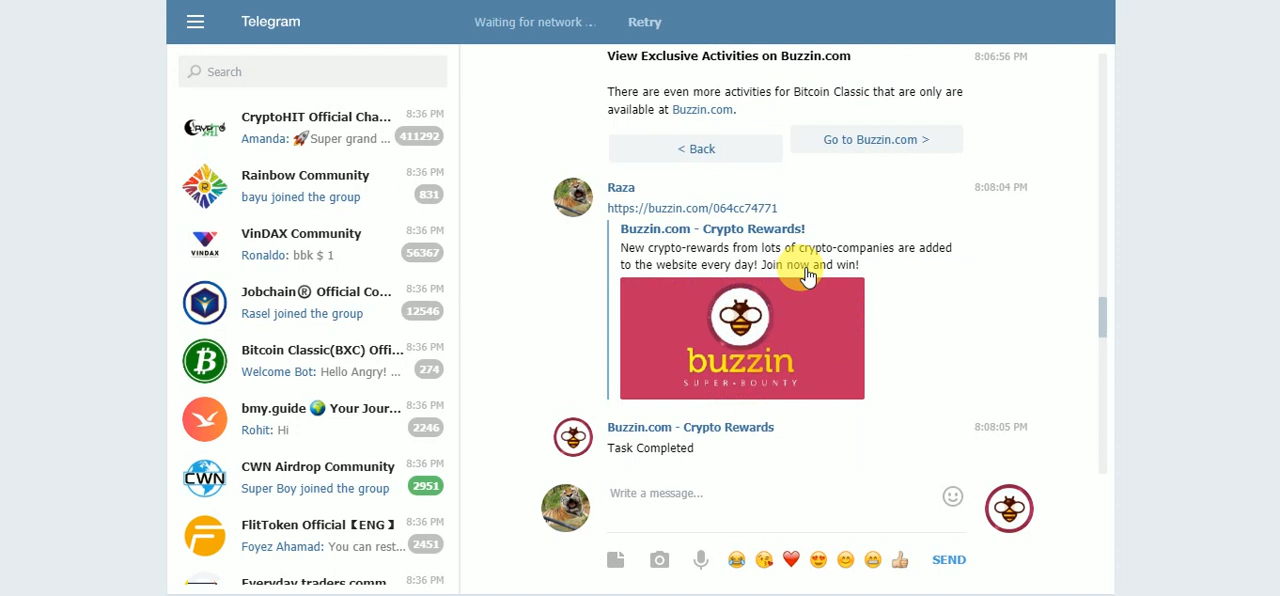 Telegram
Waiting for network ...
Retry
Search
CryptoHIT Official Cha...
8:36 PM
Amanda: 🚀Super grand ...
411292
Rainbow Community
8:36 PM
bayu joined the group
831
VinDAX Community
8:36 PM
Ronaldo: bbk $ 1
56367
Jobchain® Official Co...
8:36 PM
Rasel joined the group
12546
Bitcoin Classic(BXC) Offi...
8:36 PM
Welcome Bot: Hello Angry! ...
274
bmy.guide 🌍 Your Jour...
8:36 PM
Rohit: Hi
2246
CWN Airdrop Community
8:36 PM
Super Boy joined the group
2951
FlitToken Official【ENG】
8:36 PM
Foyez Ahamad: You can rest...
2451
Everyday traders comm...
8:36 PM
View Exclusive Activities on Buzzin.com
8:06:56 PM
There are even more activities for Bitcoin Classic that are only are
available at Buzzin.com.
< Back
Go to Buzzin.com >
Raza
8:08:04 PM
https://buzzin.com/064cc74771
Buzzin.com - Crypto Rewards!
New crypto-rewards from lots of crypto-companies are added
to the website every day! Join now and win!
buzzin
SUPER-BOUNTY
Buzzin.com - Crypto Rewards
8:08:05 PM
Task Completed
Write a message...
SEND